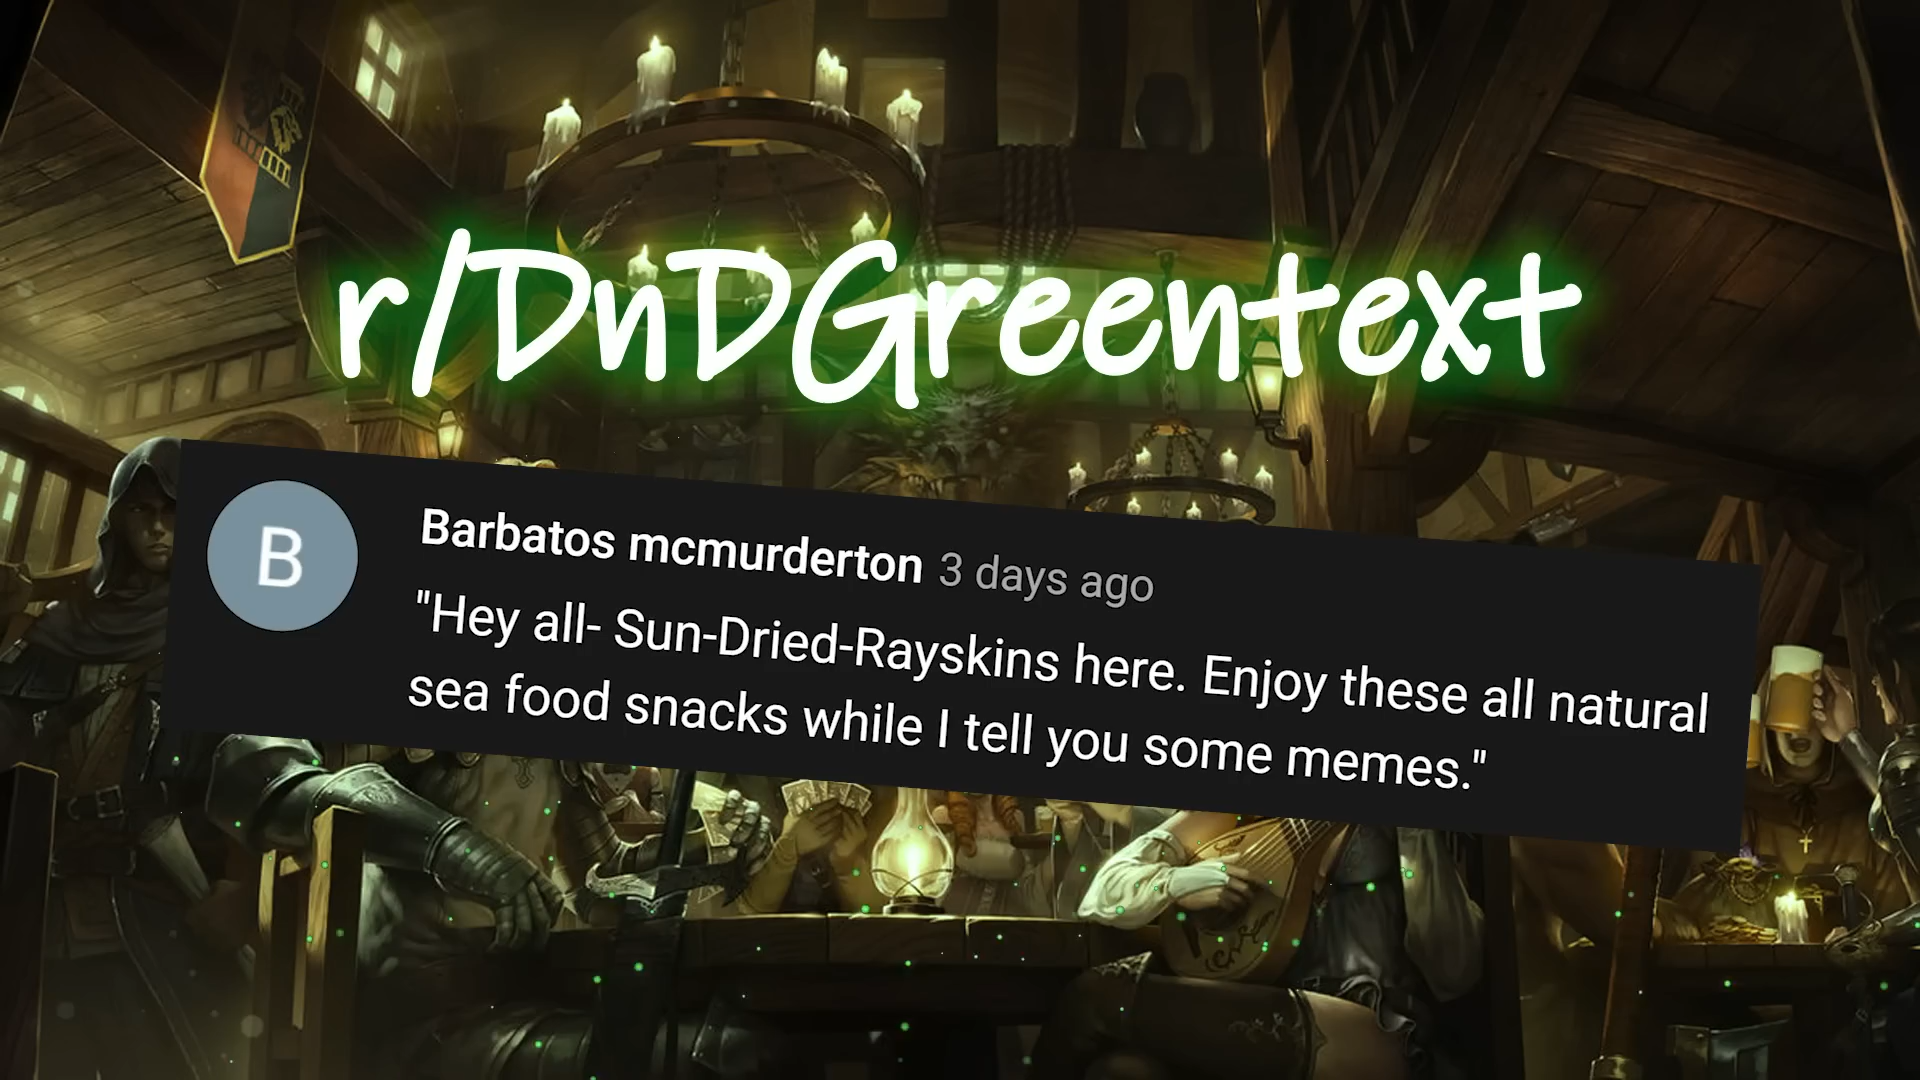 r/DnDGreentext
B
Barbatos mcmurderton 3 days ago
"Hey all- Sun-Dried-Rayskins here. Enjoy these all natural
sea food snacks while I tell you some memes."